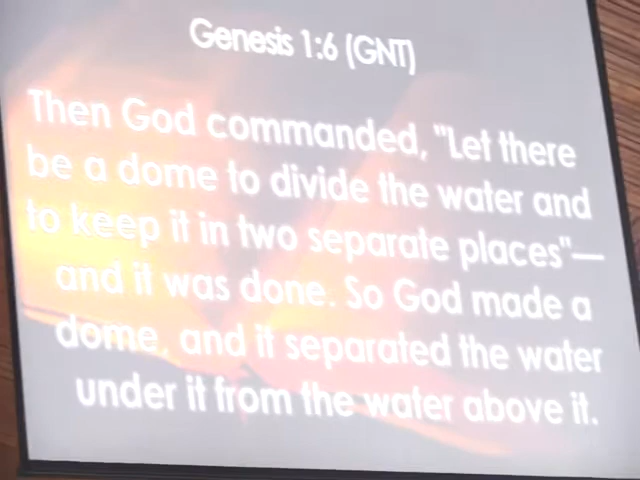 Genesis 1:6 (GNT)
Then God commanded, "Let there
be a dome to divide the water and
to keep it in two separate places"—
and it was done. So God made a
dome, and it separated the water
under it from the water above it.